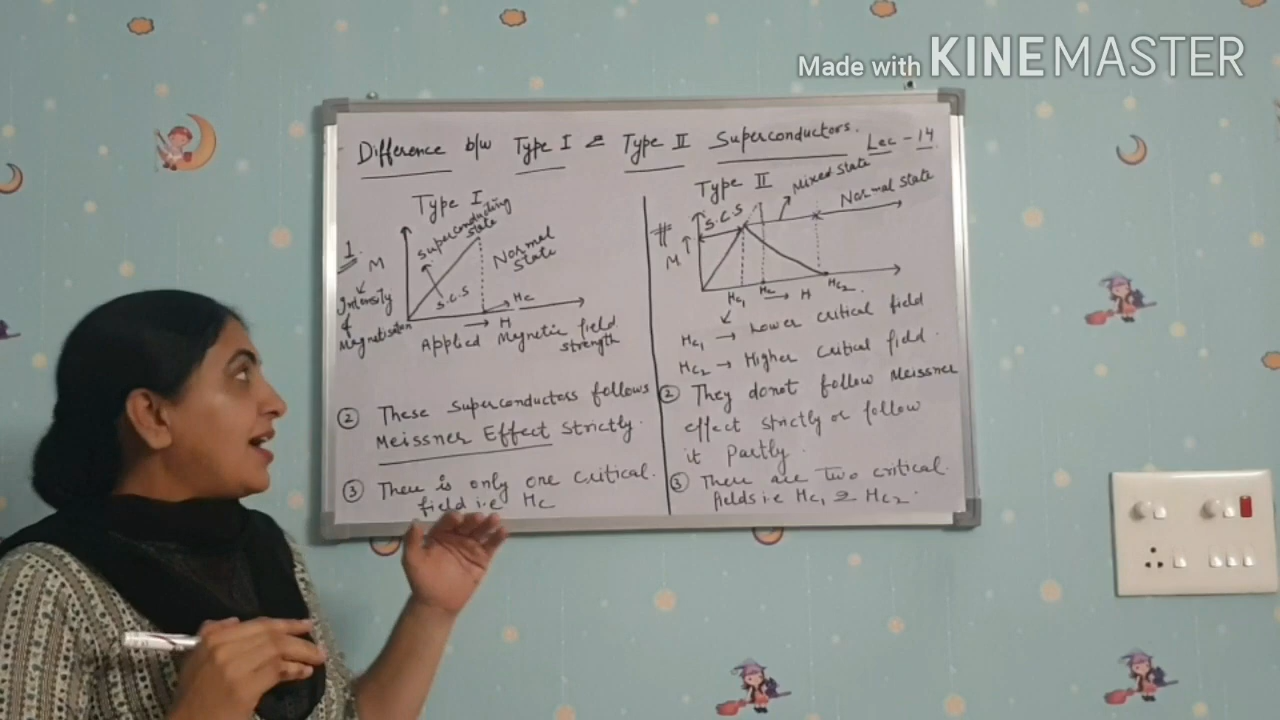 Made with KINEMASTER
Difference b/w Type I & Type II Superconductors. Lec - 14
Type I
1.
M
Intensity
of
Magnetisation
superconducting
state
S.C.S
Normal
State
Hc
→ H
Applied Magnetic field
strength
② These superconductors follows
Meissner Effect strictly.
③ There is only one critical
field i.e Hc
Type II
Mixed state
Normal state
S.C.S
M ↑
Hc1
Hc
→ H
Hc2
Hc1 → Lower critical field
Hc2 → Higher critical field.
② They donot follow Meissner
effect strictly or follow
it Partly.
③ There are two critical
fields i.e Hc1 & Hc2.